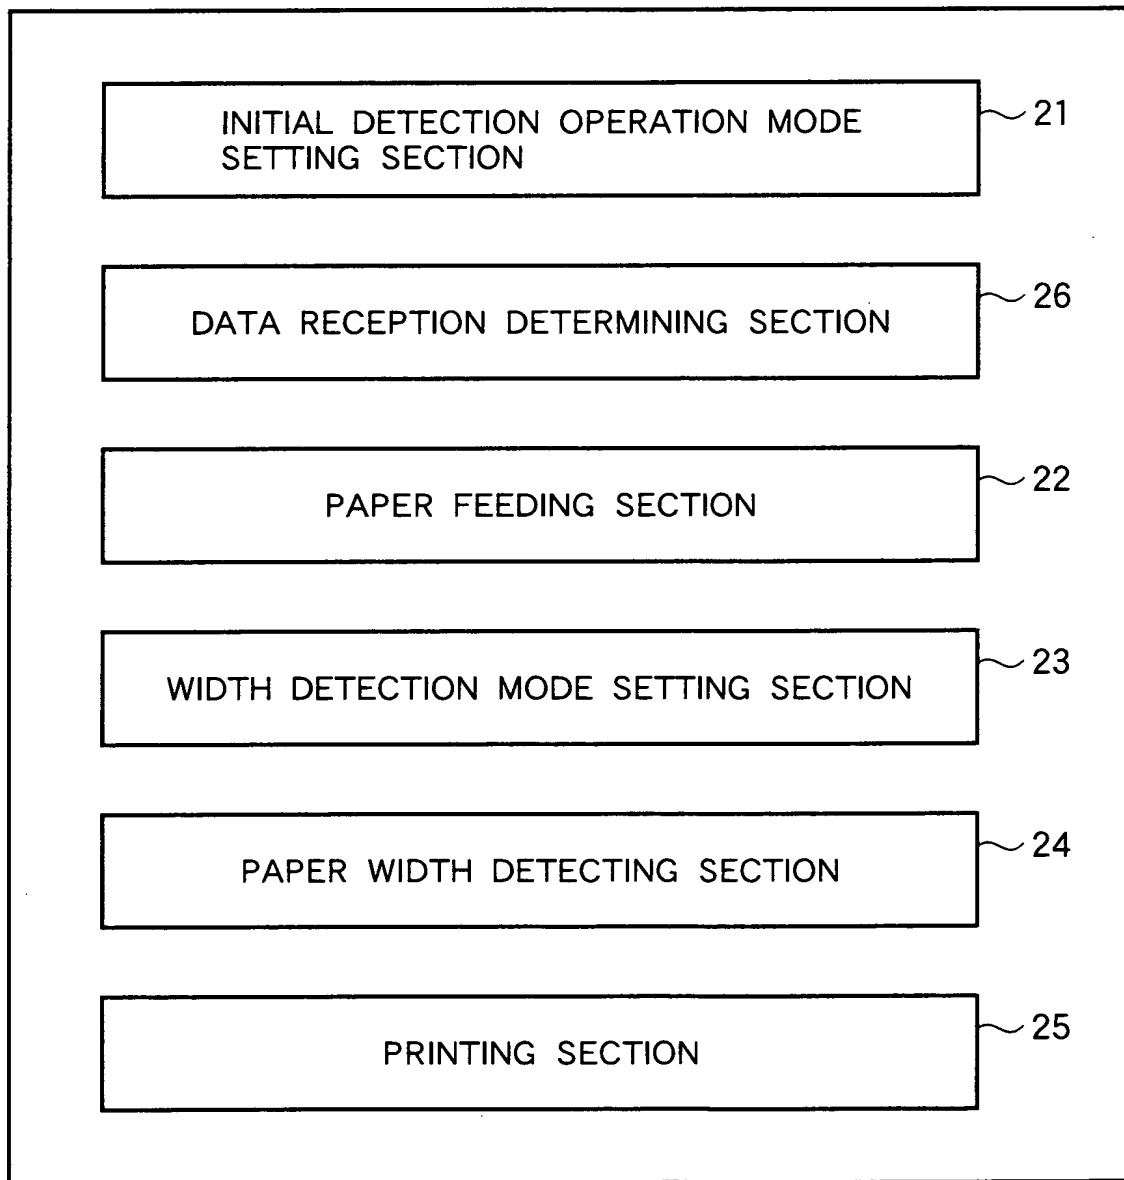 INITIAL DETECTION OPERATION MODE
SETTING SECTION
21
DATA RECEPTION DETERMINING SECTION
26
PAPER FEEDING SECTION
22
WIDTH DETECTION MODE SETTING SECTION
23
PAPER WIDTH DETECTING SECTION
24
PRINTING SECTION
25